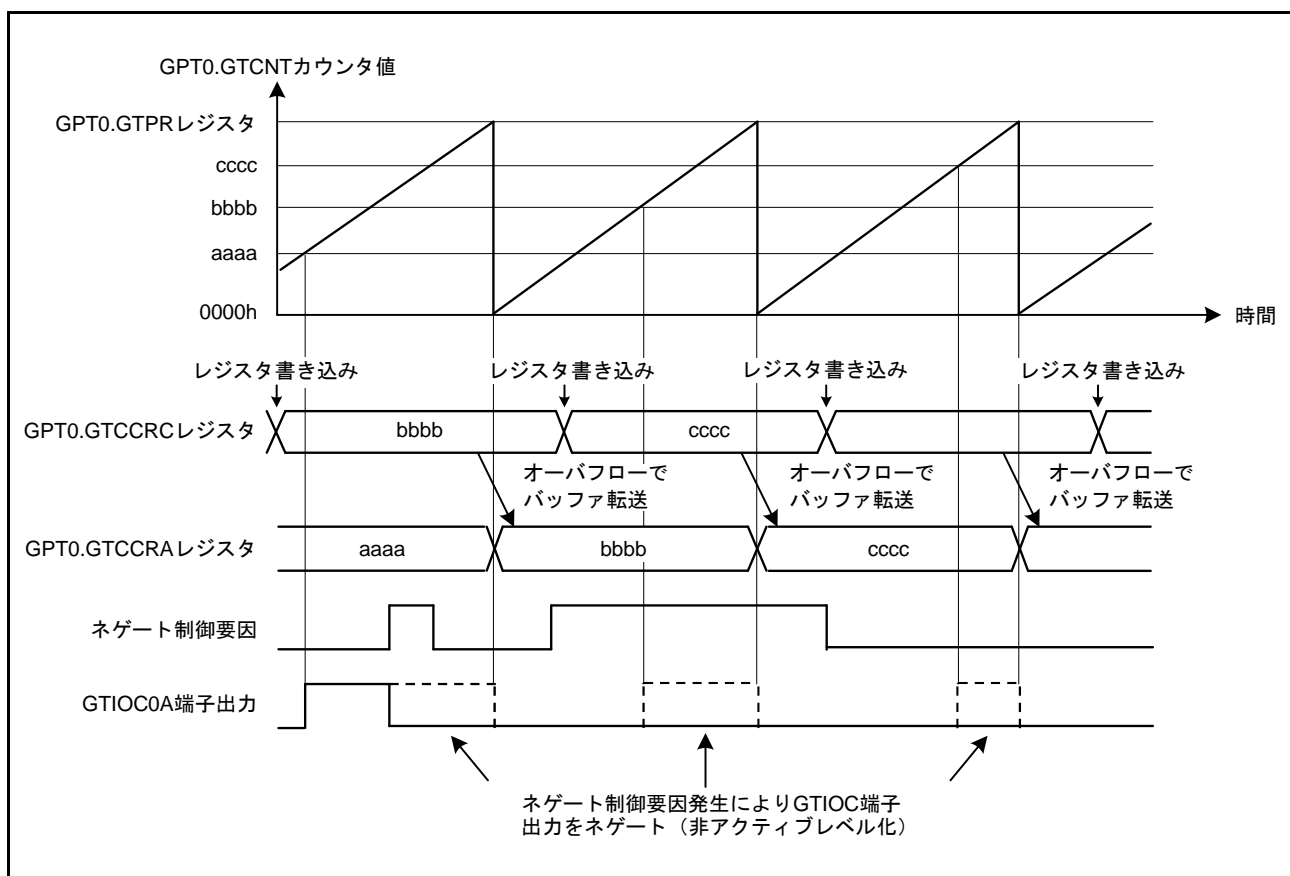 GPT0.GTCNTカウンタ値
GPT0.GTPRレジスタ
cccc
bbbb
aaaa
0000h
時間
レジスタ書き込み
レジスタ書き込み
レジスタ書き込み
レジスタ書き込み
GPT0.GTCCRCレジスタ
bbbb
cccc
オーバフローで
バッファ転送
オーバフローで
バッファ転送
オーバフローで
バッファ転送
GPT0.GTCCRAレジスタ
aaaa
bbbb
cccc
ネゲート制御要因
GTIOC0A端子出力
ネゲート制御要因発生によりGTIOC端子
出力をネゲート（非アクティブレベル化）